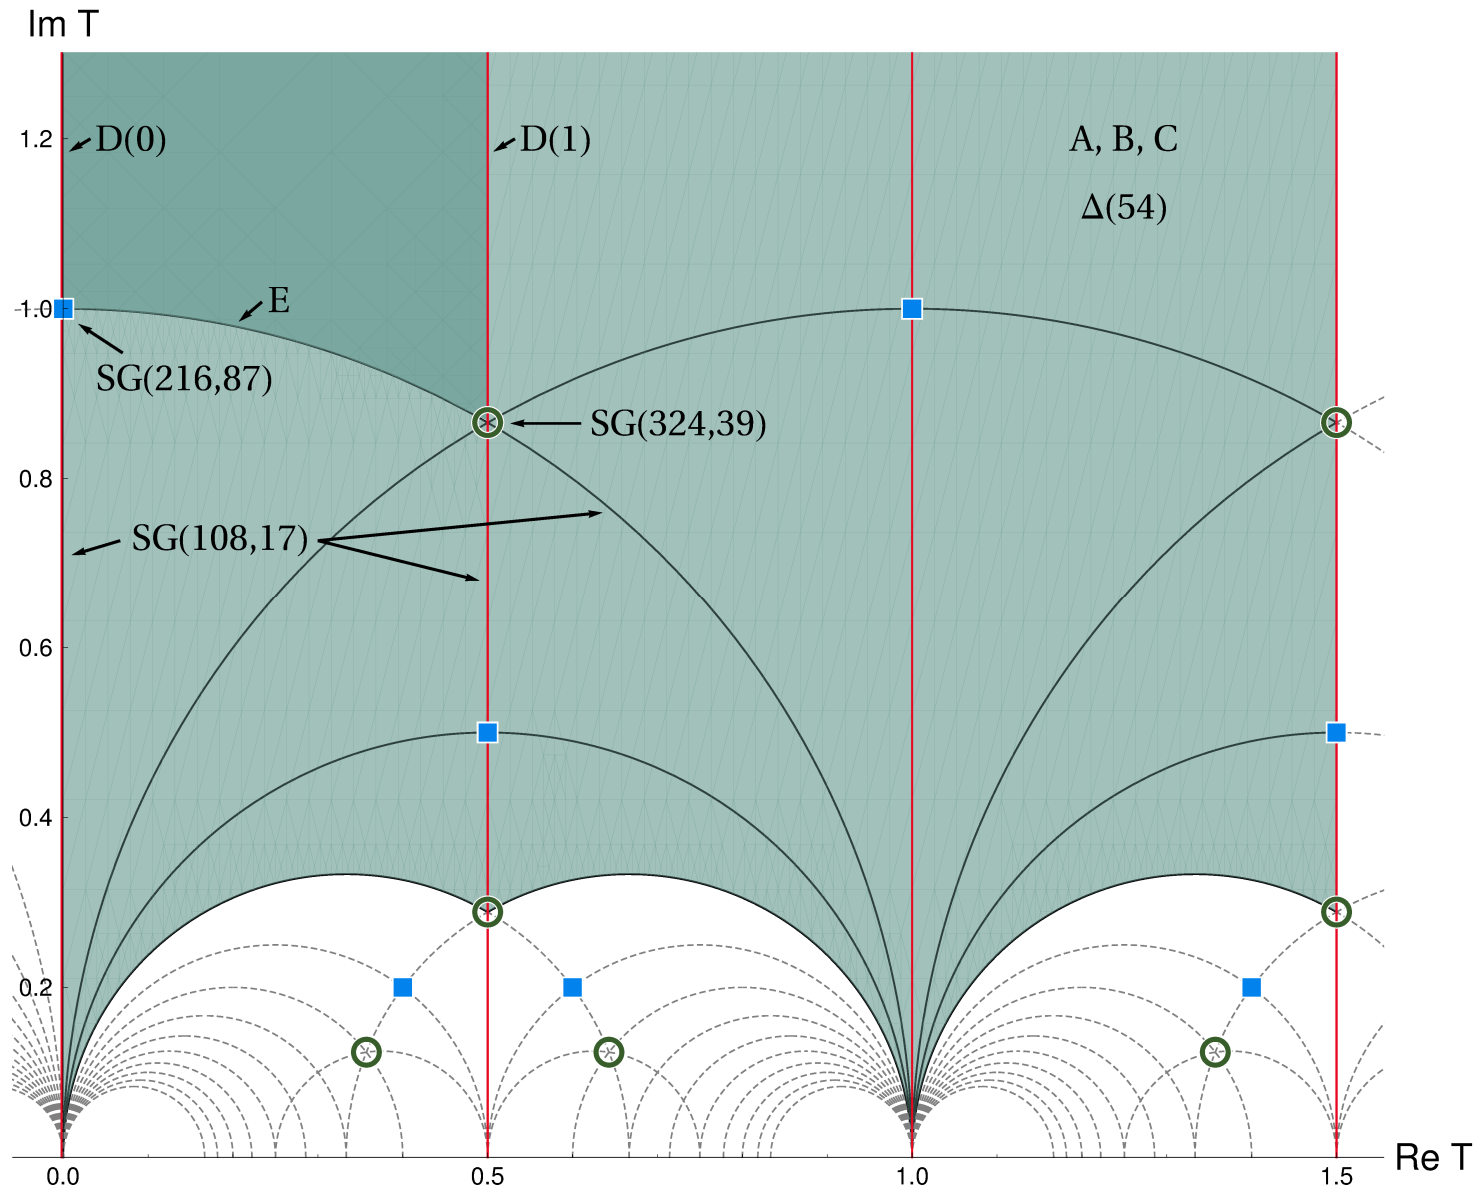 Im T
1.2
D(0)
D(1)
A, B, C
Δ(54)
1.0
E
SG(216,87)
SG(324,39)
0.8
SG(108,17)
0.6
0.4
0.2
0.0
0.5
1.0
1.5
Re T